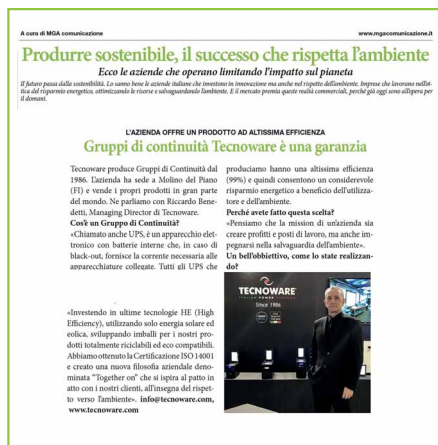 A cura di MGA comunicazione
www.mgacomunicazione.it
Produrre sostenibile, il successo che rispetta l'ambiente
Ecco le aziende che operano limitando l'impatto sul pianeta
Il futuro passa dalla sostenibilità. Lo sanno bene le aziende italiane che investono in innovazione ma anche nel rispetto dell'ambiente. Imprese che lavorano nell'ottica del risparmio energetico, ottimizzando le risorse e salvaguardando l'ambiente. E il mercato premia queste realtà commerciali, perché già oggi sono all'opera per
il domani.
L'AZIENDA OFFRE UN PRODOTTO AD ALTISSIMA EFFICIENZA
Gruppi di continuità Tecnoware è una garanzia
Tecnoware produce Gruppi di Continuità dal
1986. L'azienda ha sede a Molino del Piano
(FI) e vende i propri prodotti in gran parte
del mondo. Ne parliamo con Riccardo Bene-
detti, Managing Director di Tecnoware.
Cos'è un Gruppo di Continuità?
«Chiamato anche UPS, è un apparecchio elet-
tronico con batterie interne che, in caso di
black-out, fornisce la corrente necessaria alle
apparecchiature collegate. Tutti gli UPS che
produciamo hanno una altissima efficienza
(99%) e quindi consentono un considerevole
risparmio energetico a beneficio dell'utilizza-
tore e dell'ambiente.
Perché avete fatto questa scelta?
«Pensiamo che la mission di un'azienda sia
creare profitti e posti di lavoro, ma anche im-
pegnarsi nella salvaguardia dell'ambiente».
Un bell'obbiettivo, come lo state realizzan-
do?
«Investendo in ultime tecnologie HE (High
Efficiency), utilizzando solo energia solare ed
eolica, sviluppando imballi per i nostri pro-
dotti totalmente riciclabili ed eco compatibili.
Abbiamo ottenuto la Certificazione ISO 14001
e creato una nuova filosofia aziendale deno-
minata "Together on" che si ispira al patto in
atto con i nostri clienti, all'insegna del rispet-
to verso l'ambiente». info@tecnoware.com,
www.tecnoware.com
TECNOWARE
ITALIAN POWER SYSTEMS
Since 1986